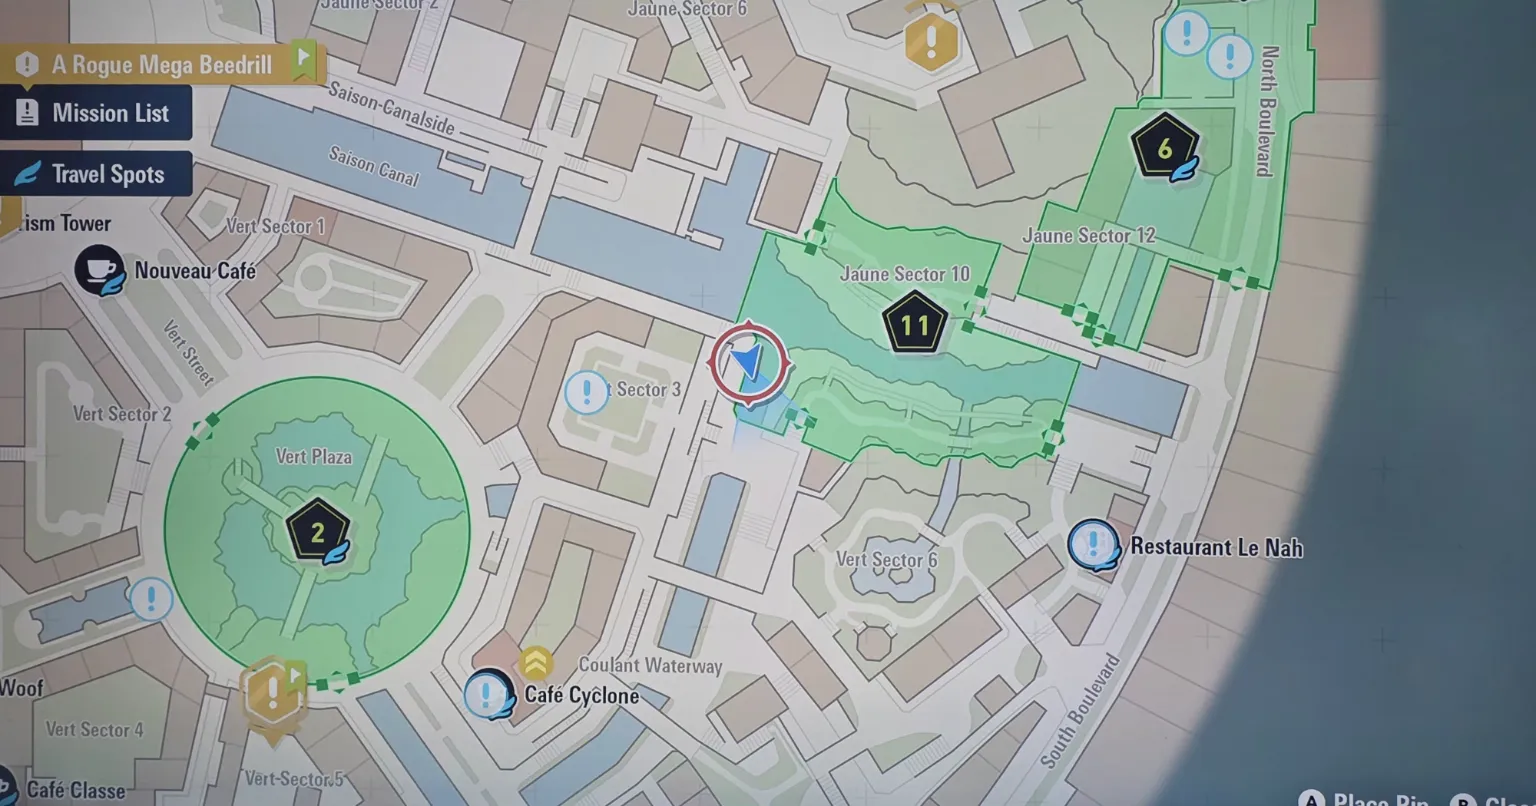 Jaune Sector 2
Jaune Sector 6
A Rogue Mega Beedrill
Mission List
Travel Spots
Saison-Canalside
Saison Canal
North Boulevard
6
ism Tower
Vert Sector 1
Nouveau Café
Jaune Sector 12
Jaune Sector 10
11
Vert Street
t Sector 3
Vert Sector 2
Vert Plaza
2
Vert Sector 6
Restaurant Le Nah
Coulant Waterway
Café Cyclone
Woof
Vert Sector 4
South Boulevard
Vert Sector 5
Café Classe
A Place Pin